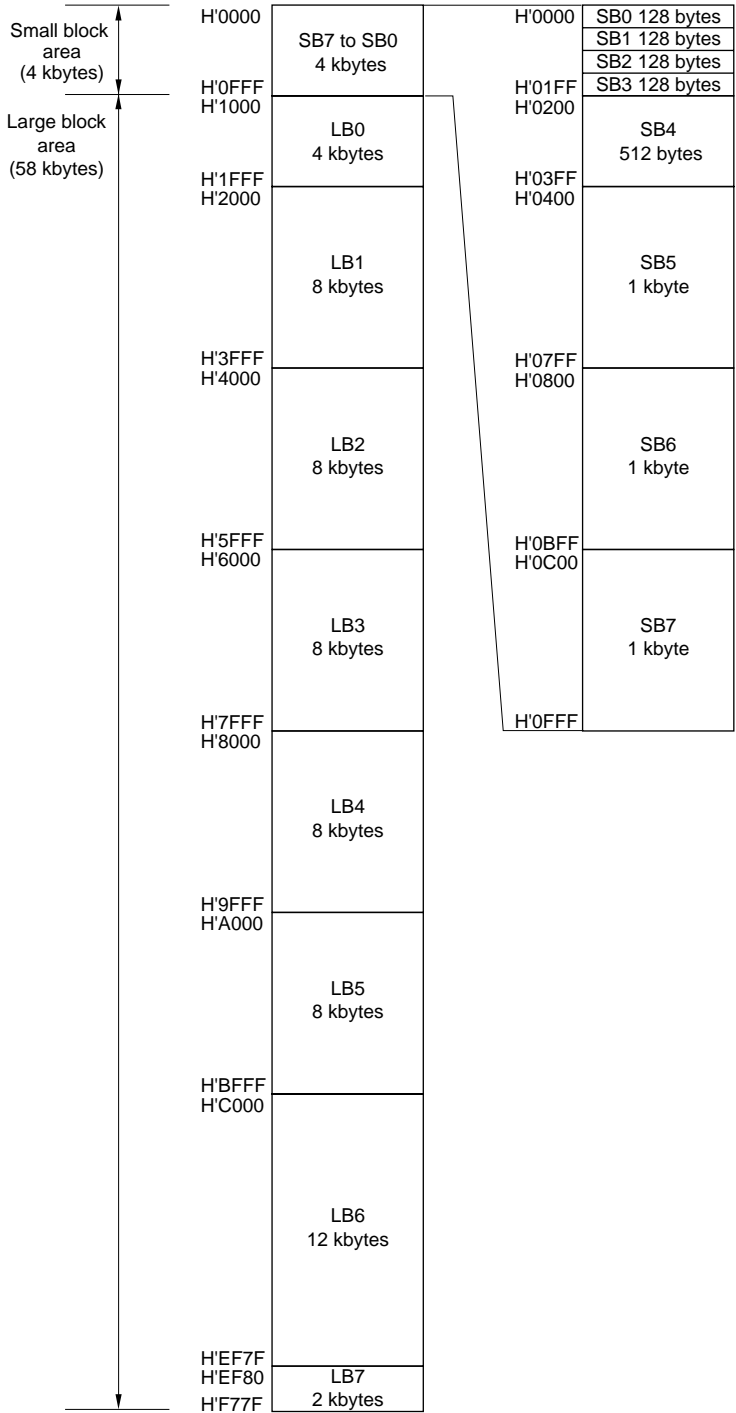 Small block
area
(4 kbytes)
Large block
area
(58 kbytes)
H'0000
SB7 to SB0
4 kbytes
H'0FFF
H'1000
LB0
4 kbytes
H'1FFF
H'2000
LB1
8 kbytes
H'3FFF
H'4000
LB2
8 kbytes
H'5FFF
H'6000
LB3
8 kbytes
H'7FFF
H'8000
LB4
8 kbytes
H'9FFF
H'A000
LB5
8 kbytes
H'BFFF
H'C000
LB6
12 kbytes
H'EF7F
H'EF80
LB7
2 kbytes
H'F77F
H'0000
SB0 128 bytes
SB1 128 bytes
SB2 128 bytes
SB3 128 bytes
H'01FF
H'0200
SB4
512 bytes
H'03FF
H'0400
SB5
1 kbyte
H'07FF
H'0800
SB6
1 kbyte
H'0BFF
H'0C00
SB7
1 kbyte
H'0FFF